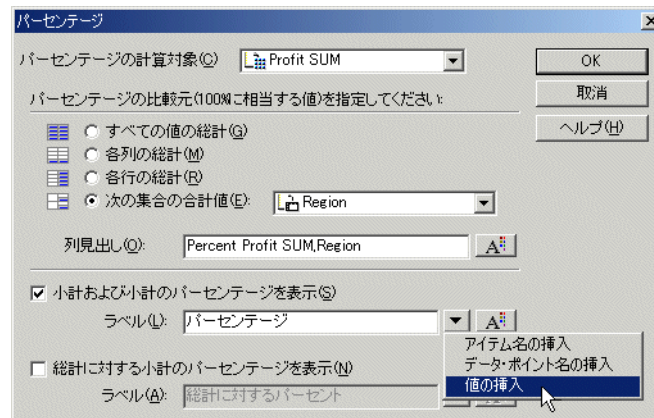 パーセンテージ
パーセンテージの計算対象(C)
Profit SUM
OK
パーセンテージの比較元(100%に相当する値)を指定してください:
取消
すべての値の総計(G)
ヘルプ(H)
各列の総計(M)
各行の総計(R)
次の集合の合計値(E):
Region
列見出し(O):
Percent Profit SUM,Region
A
小計および小計のパーセンテージを表示(S)
ラベル(L):
パーセンテージ
A
アイテム名の挿入
データ・ポイント名の挿入
値の挿入
総計に対する小計のパーセンテージを表示(N)
ラベル(A):
総計に対するパーセント